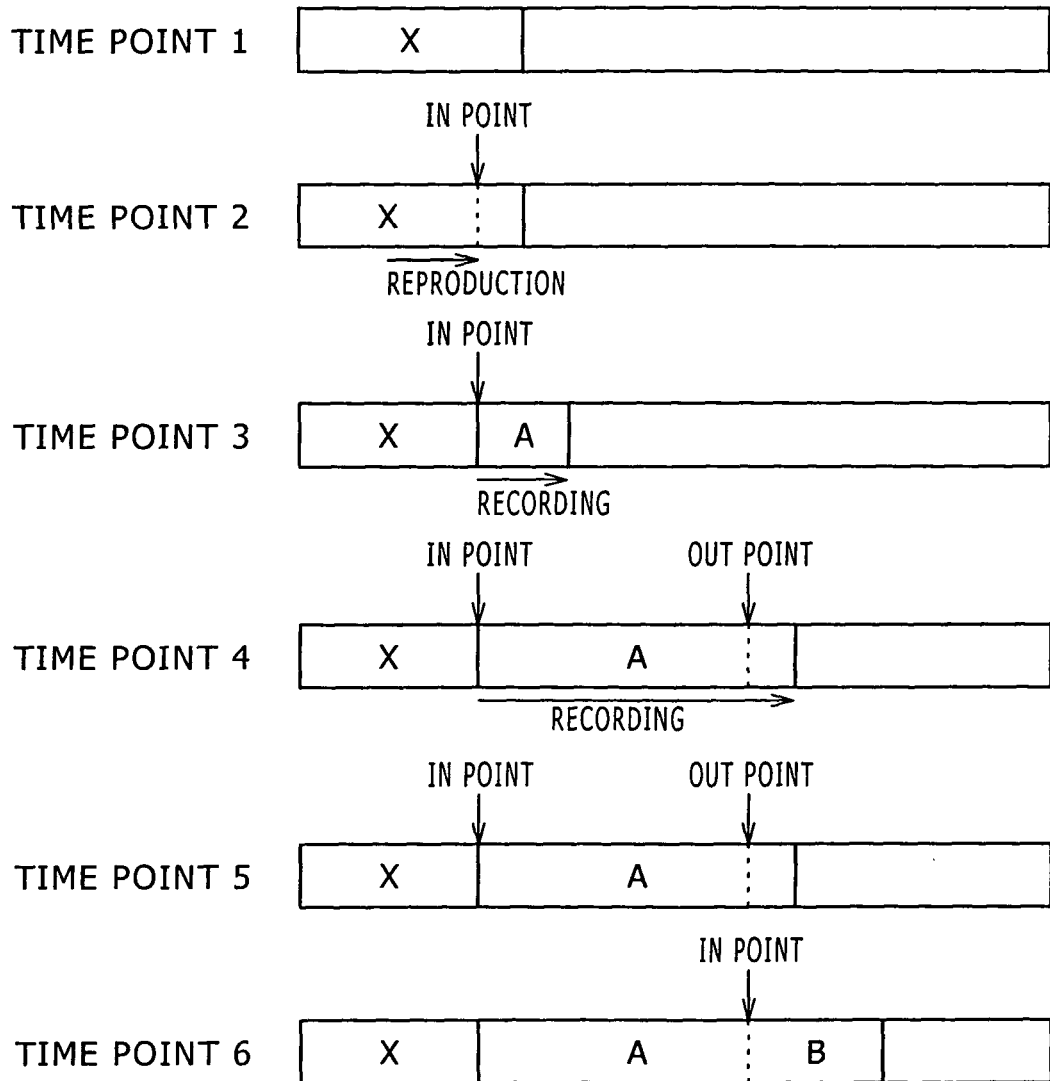 TIME POINT 1 X
IN POINT
TIME POINT 2 X
REPRODUCTION
IN POINT
TIME POINT 3 X A
RECORDING
IN POINT OUT POINT
TIME POINT 4 X A
RECORDING
IN POINT OUT POINT
TIME POINT 5 X A
IN POINT
TIME POINT 6 X A B